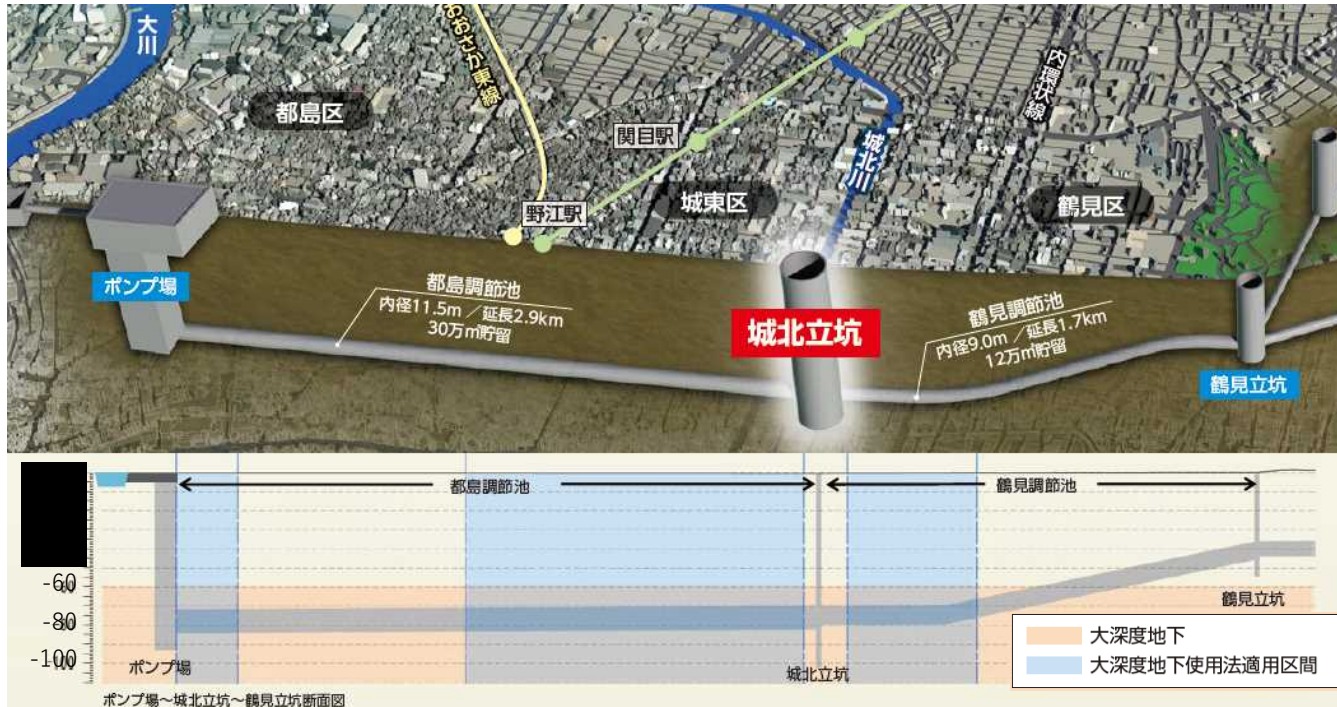 大川
都島区
おおさか東線
関目駅
野江駅
城東区
城北川
内環状線
鶴見区
ポンプ場
都島調節池
内径11.5m／延長2.9km
30万㎥貯留
城北立坑
鶴見調節池
内径9.0m／延長1.7km
12万㎥貯留
鶴見立坑
都島調節池
鶴見調節池
-60
-80
-100
ポンプ場
城北立坑
鶴見立坑
大深度地下
大深度地下使用法適用区間
ポンプ場～城北立坑～鶴見立坑断面図